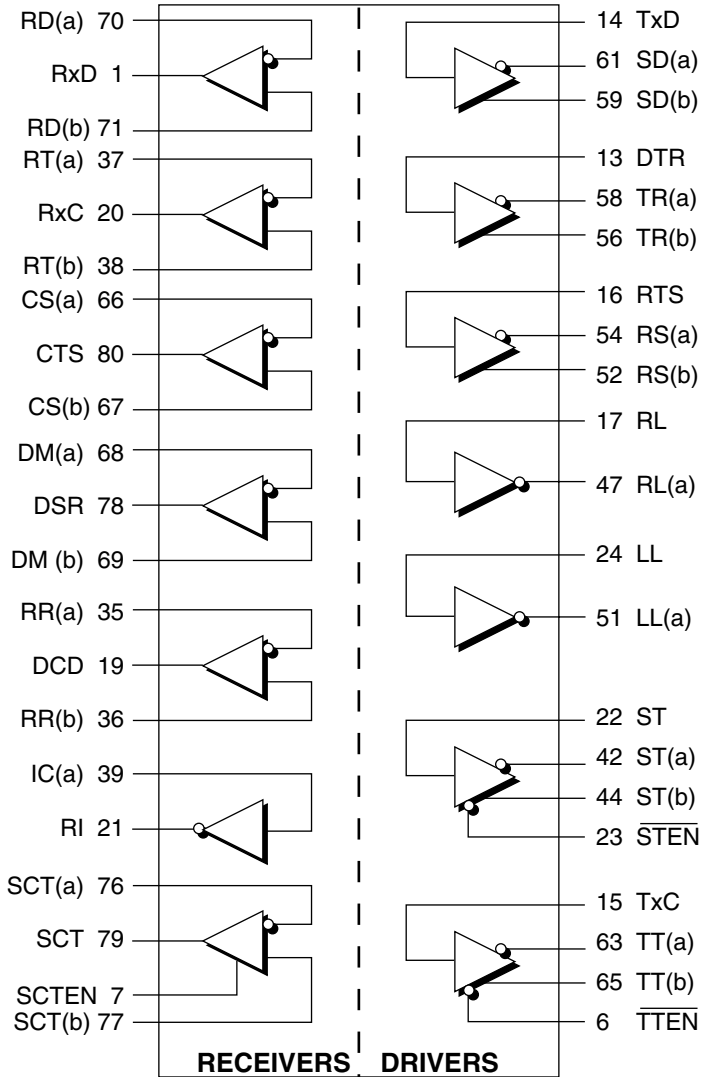 RD(a) 70
RxD 1
RD(b) 71
RT(a) 37
RxC 20
RT(b) 38
CS(a) 66
CTS 80
CS(b) 67
DM(a) 68
DSR 78
DM (b) 69
RR(a) 35
DCD 19
RR(b) 36
IC(a) 39
RI 21
SCT(a) 76
SCT 79
SCTEN 7
SCT(b) 77
RECEIVERS
14 TxD
61 SD(a)
59 SD(b)
13 DTR
58 TR(a)
56 TR(b)
16 RTS
54 RS(a)
52 RS(b)
17 RL
47 RL(a)
24 LL
51 LL(a)
22 ST
42 ST(a)
44 ST(b)
23 S̅T̅E̅N̅
15 TxC
63 TT(a)
65 TT(b)
6 T̅T̅E̅N̅
DRIVERS